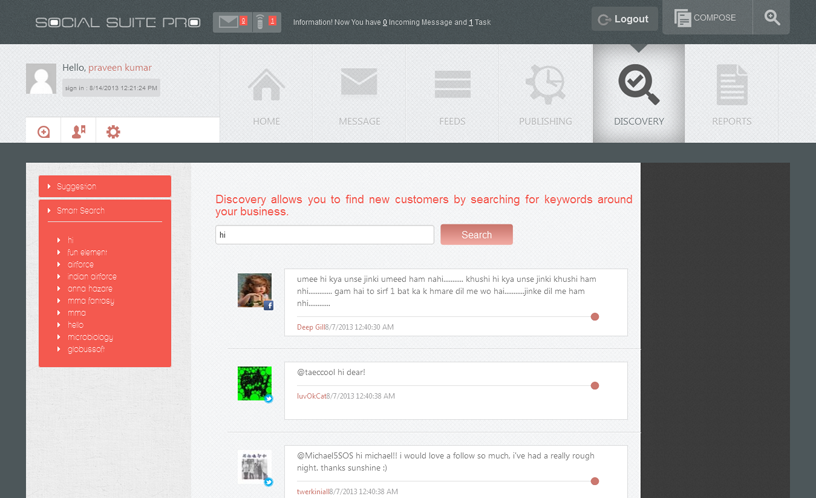 SOCIAL SUITE PRO
0
1
Information! Now You have 0 Incoming Message and 1 Task
Logout
COMPOSE
Hello, praveen kumar
sign in : 8/14/2013 12:21:24 PM
HOME
MESSAGE
FEEDS
PUBLISHING
DISCOVERY
REPORTS
Suggestion
Smart Search
hi
fun element
airforce
indian airforce
anna hazare
mma fantasy
mma
hello
microbiology
globussoft
Discovery allows you to find new customers by searching for keywords around
your business.
hi
Search
umee hi kya unse jinki umeed ham nahi........... khushi hi kya unse jinki khushi ham
nhi............. gam hai to sirf 1 bat ka k hmare dil me wo hai...........jinke dil me ham
nhi............
Deep Gill8/7/2013 12:40:30 AM
@taeccool hi dear!
luvOkCat8/7/2013 12:40:38 AM
@MichaelSSOS hi michael!! i would love a follow so much, i've had a really rough
night, thanks sunshine :)
twerkiniall8/7/2013 12:40:38 AM